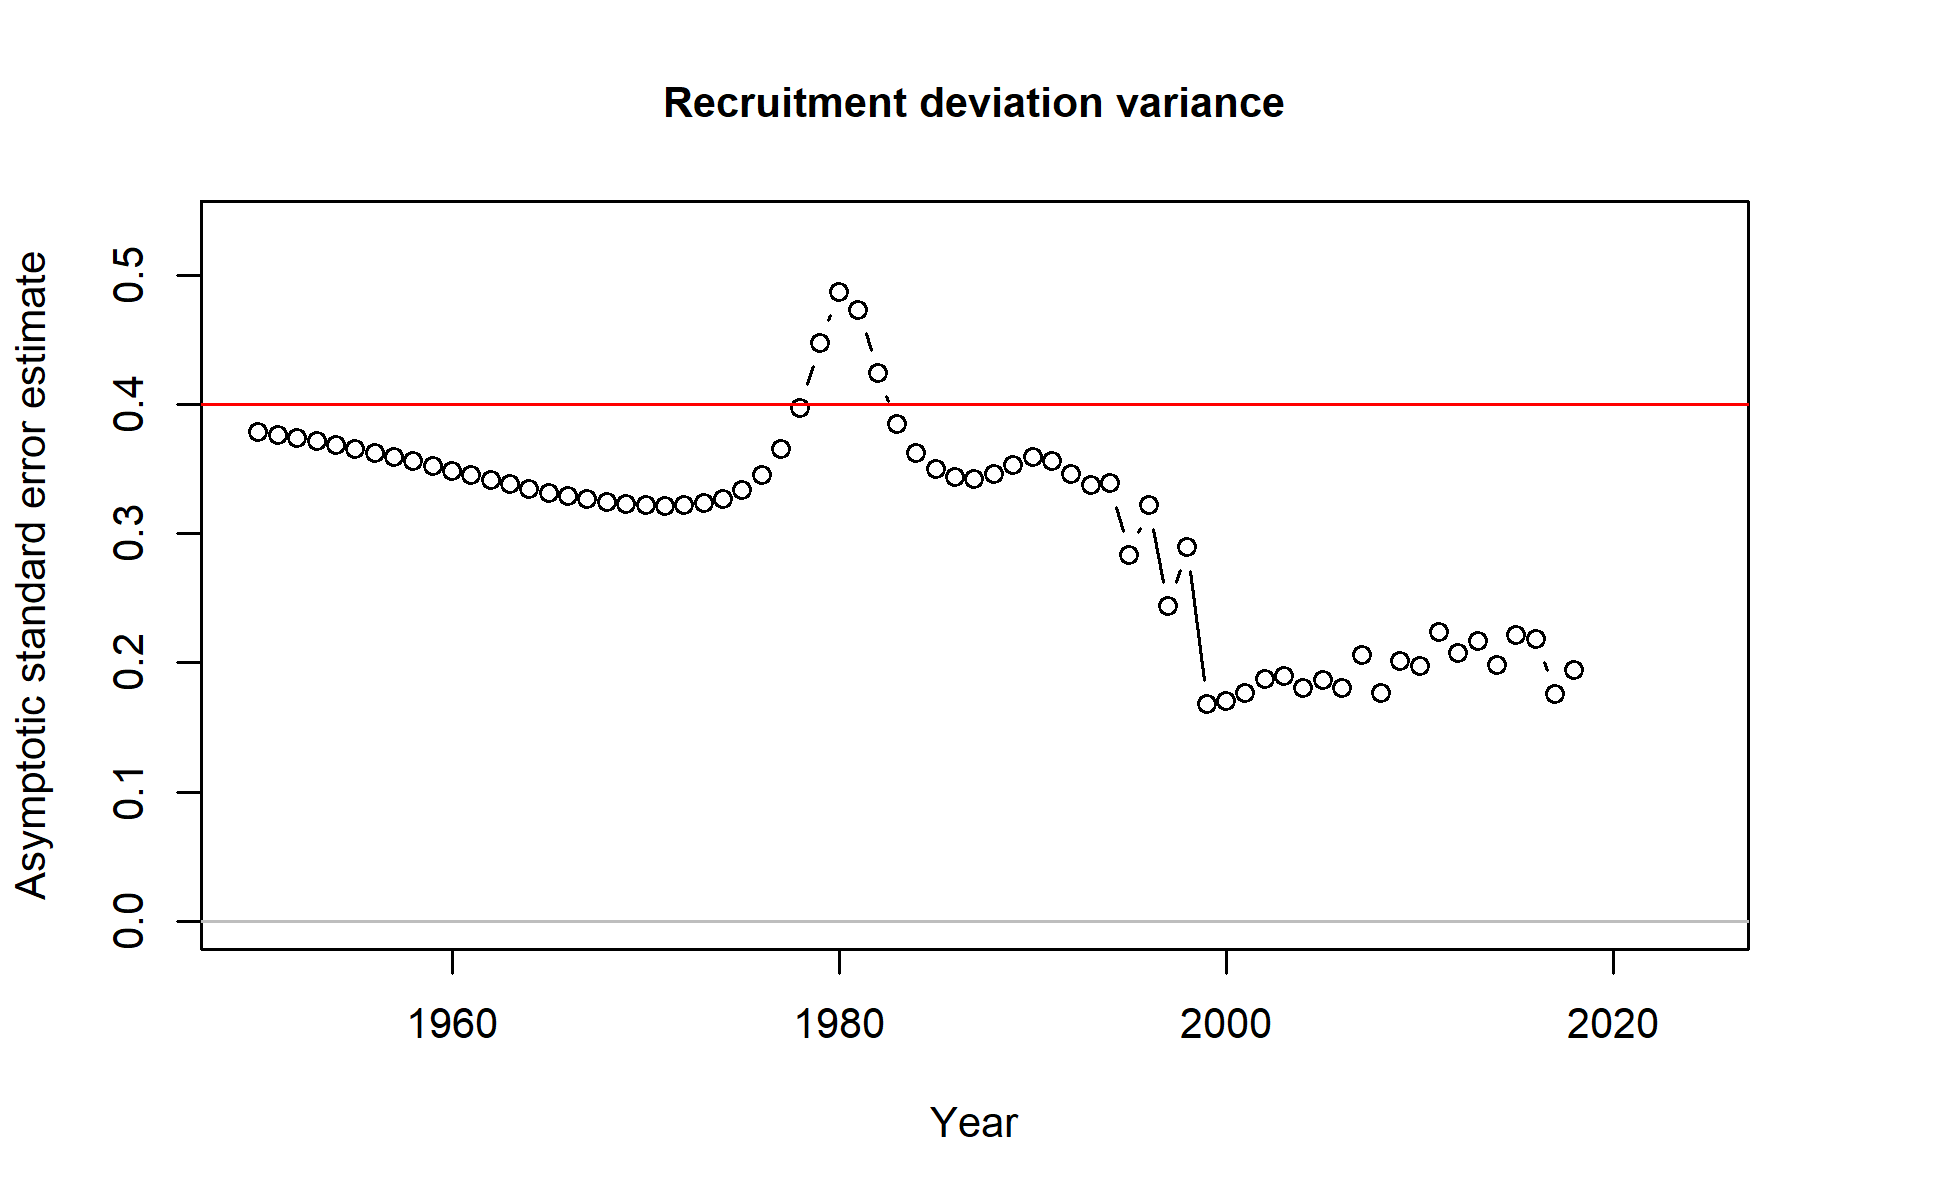 Recruitment deviation variance
Asymptotic standard error estimate
0.5
0.4
0.3
0.2
0.1
0.0
1960 1980 2000 2020
Year